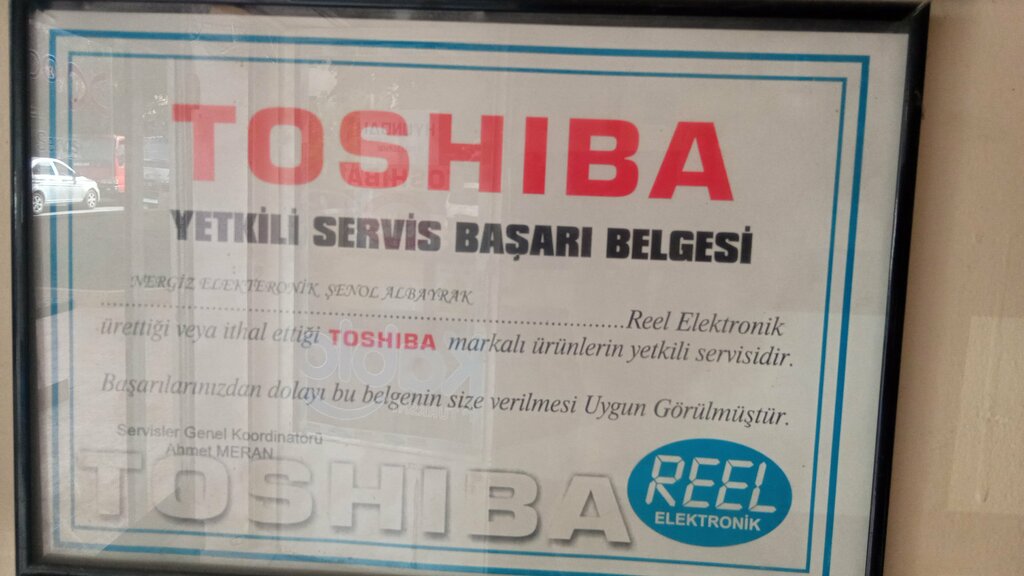 TOSHIBA
YETKİLİ SERVİS BAŞARI BELGESİ
NERGİZ ELEKTERONİK ŞENOL ALBAYRAK
........................................................................Reel Elektronik
ürettiği veya ithal ettiği TOSHIBA markalı ürünlerin yetkili servisidir.
Başarılarınızdan dolayı bu belgenin size verilmesi Uygun Görülmüştür.
Servisler Genel Koordinatörü
Ahmet MERAN
TOSHIBA
REEL
ELEKTRONİK